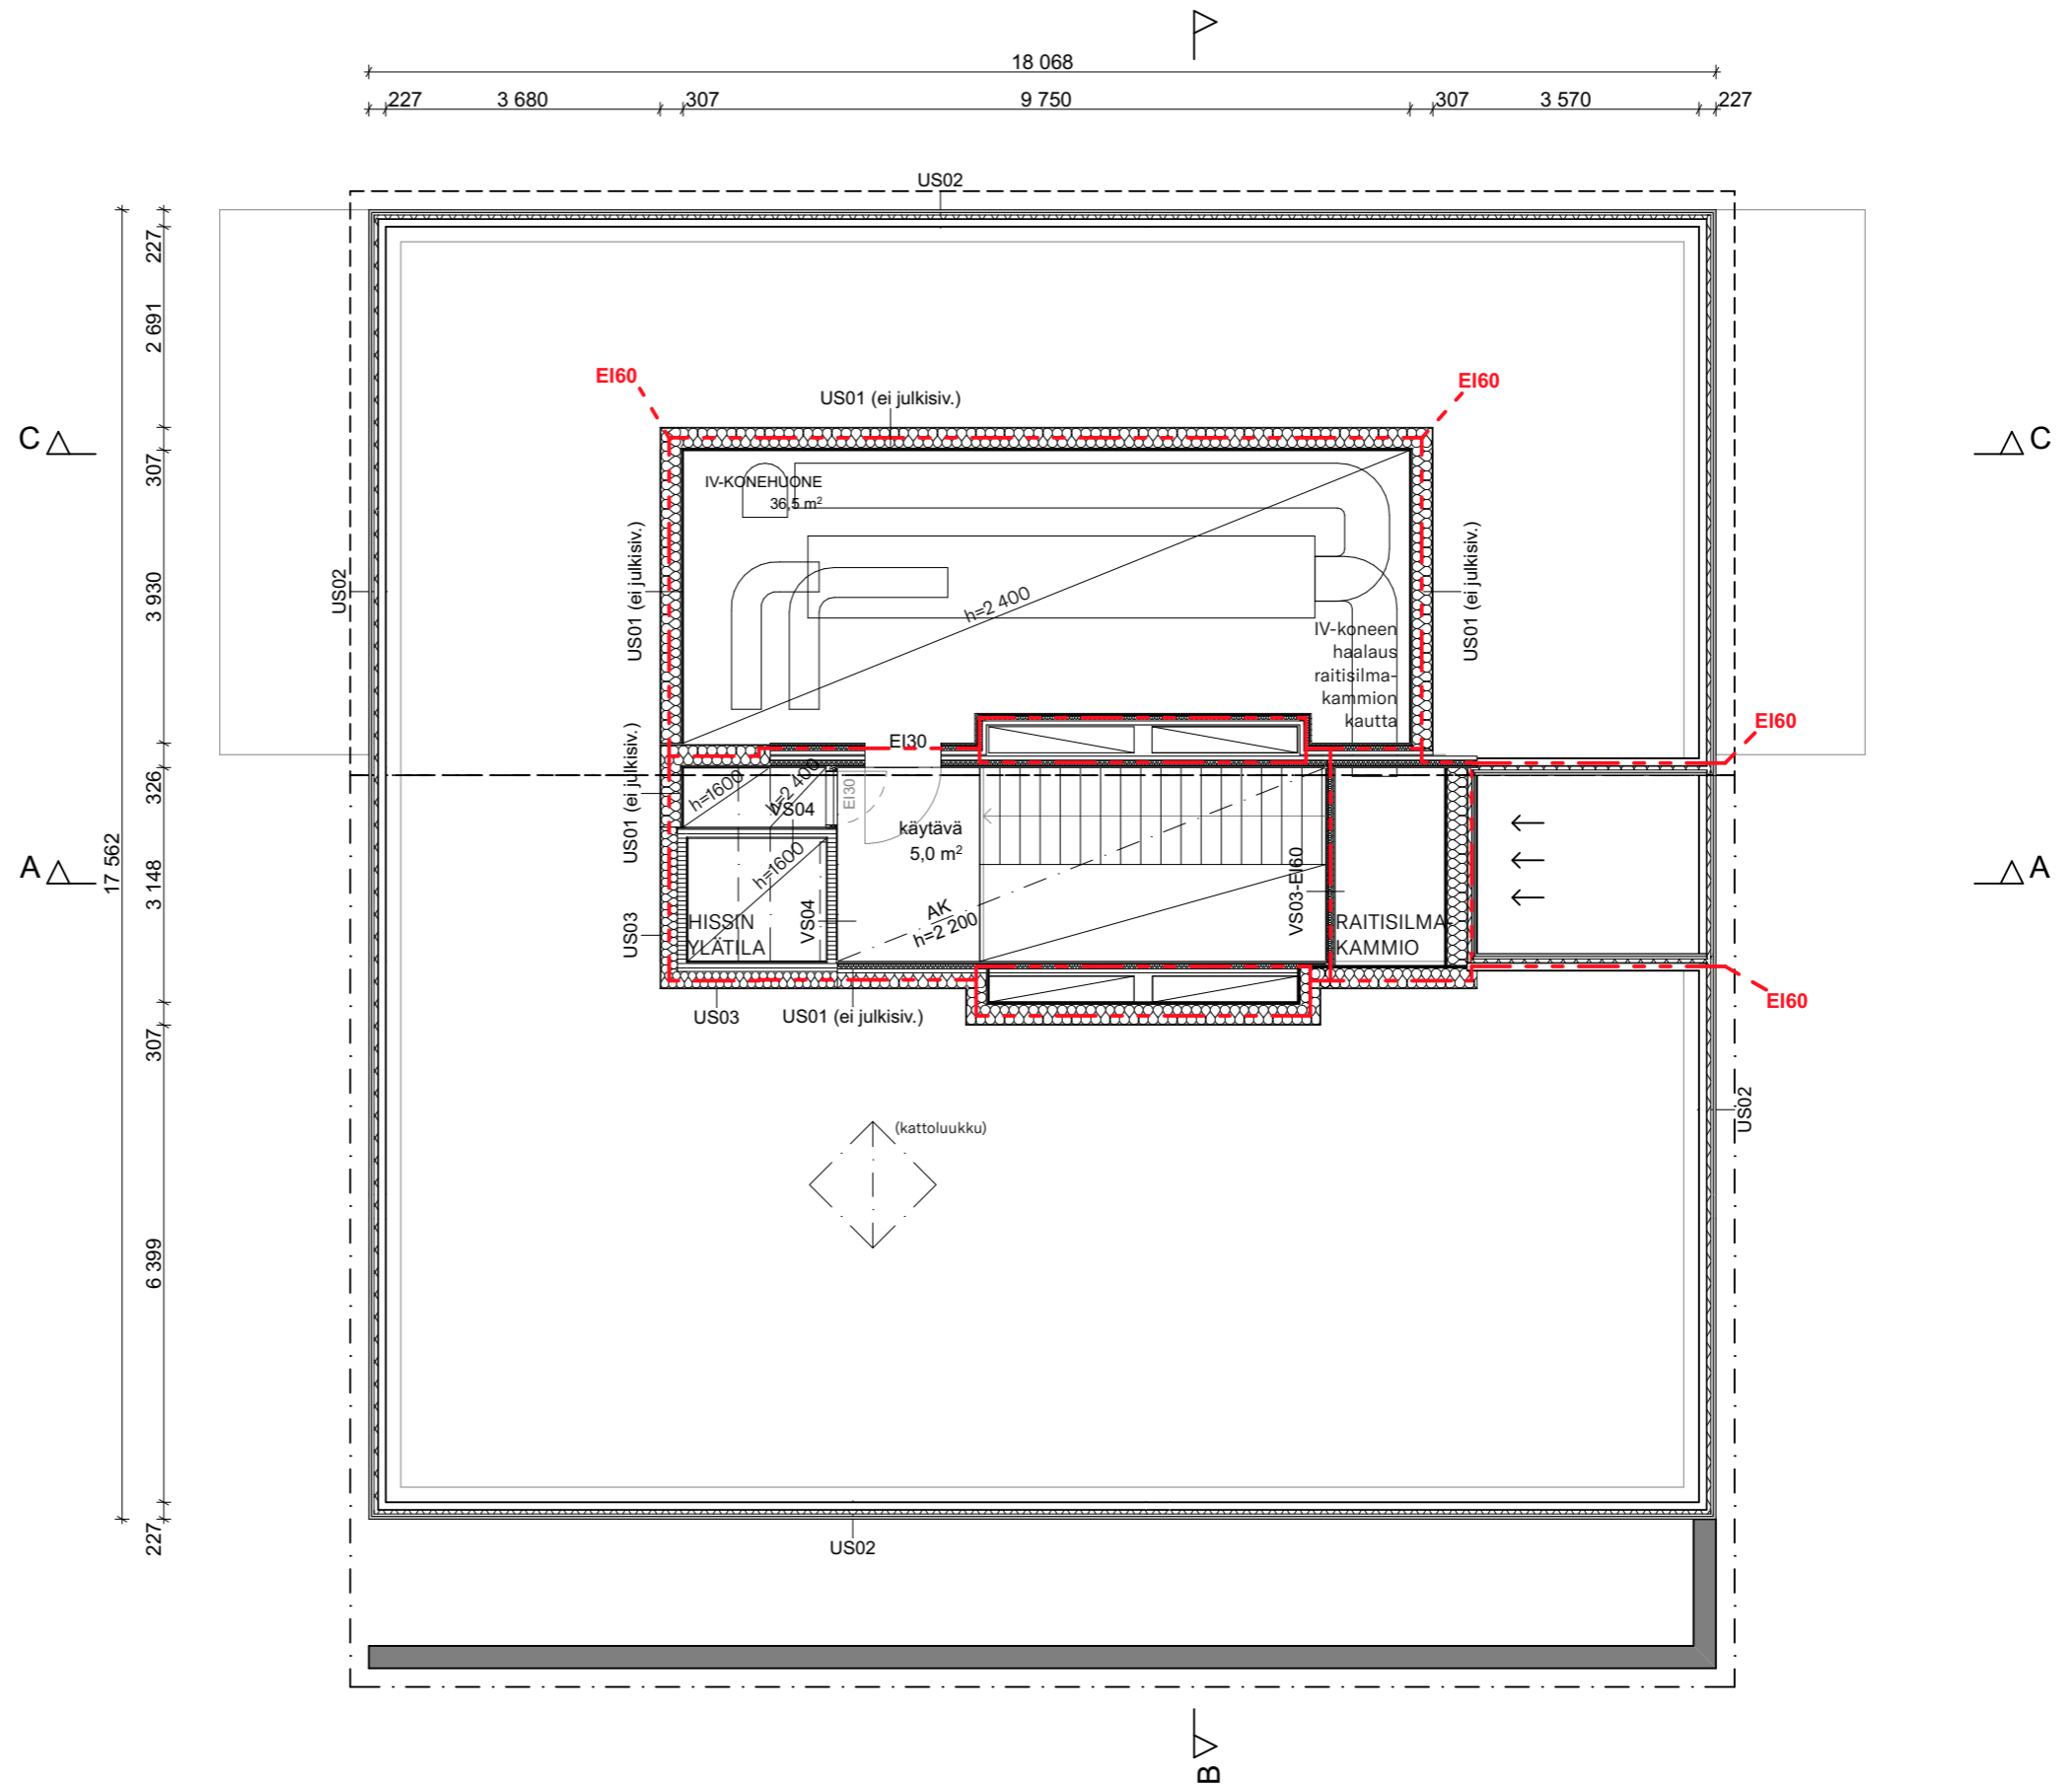 18 068
227
3 680
307
9 750
307
3 570
227
US02
227
2 691
307
3 930
326
3 148
307
6 399
227
17 562
EI60
EI60
US01 (ei julkisiv.)
C
C
IV-KONEHUONE
36,5 m²
US01 (ei julkisiv.)
US01 (ei julkisiv.)
US02
h=2 400
IV-koneen
haalaus
raitisilma-
kammion
kautta
EI60
EI30
US01 (ei julkisiv.)
h=1600
h=2 400
VS04
EI30
käytävä
5,0 m²
h=1600
A
A
VS03-EI60
AK
h=2 200
VS04
US03
HISSIN
YLÄTILA
RAITISILMA-
KAMMIO
EI60
US03
US01 (ei julkisiv.)
US02
(kattoluukku)
US02
B